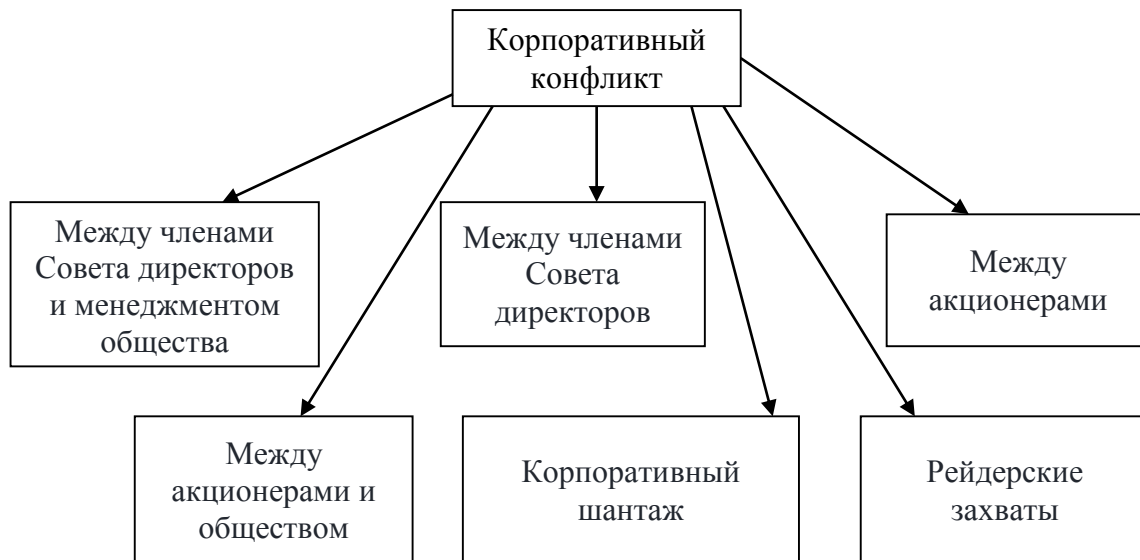 Корпоративный
конфликт
Между членами
Совета директоров
и менеджментом
общества
Между членами
Совета
директоров
Между
акционерами
Между
акционерами и
обществом
Корпоративный
шантаж
Рейдерские
захваты